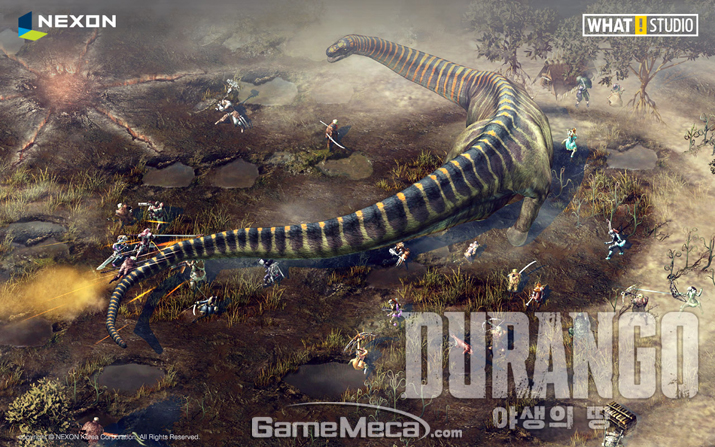 NEXON
WHAT! STUDIO
DURANGO
야생의 땅
GameMeca.com
copyright © NEXON Korea Corporation. All Rights Reserved.